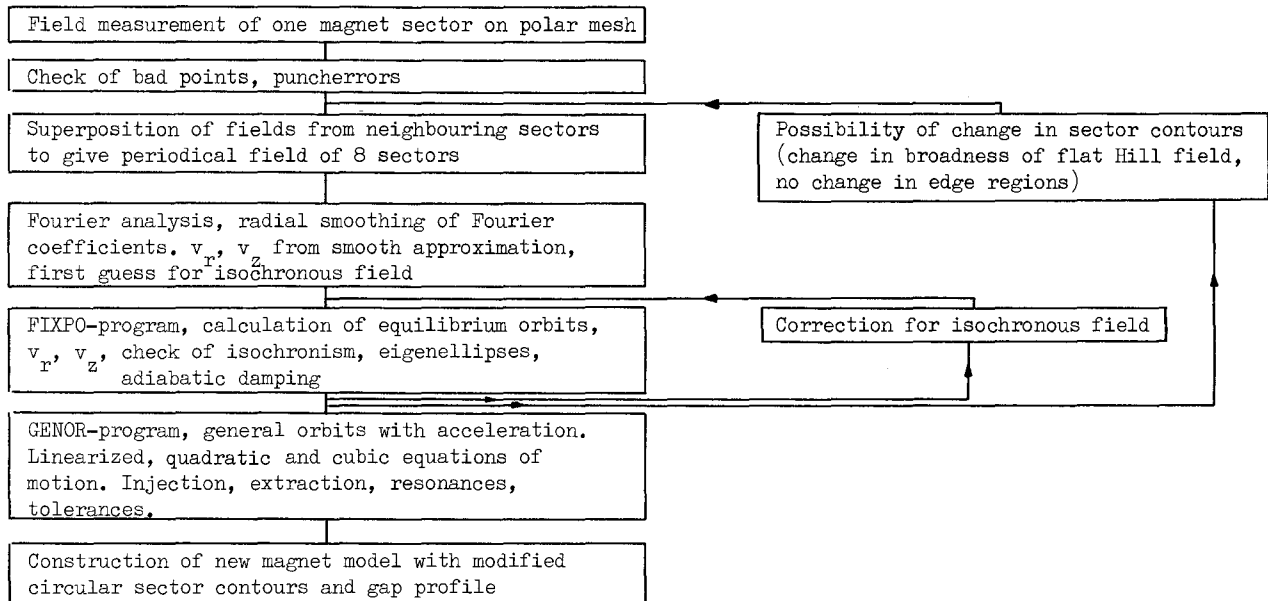 Field measurement of one magnet sector on polar mesh
Check of bad points, puncherrors
Superposition of fields from neighbouring sectors
to give periodical field of 8 sectors
Possibility of change in sector contours
(change in broadness of flat Hill field,
no change in edge regions)
Fourier analysis, radial smoothing of Fourier
coefficients. v_r, v_z from smooth approximation,
first guess for isochronous field
FIXPO-program, calculation of equilibrium orbits,
v_r, v_z, check of isochronism, eigenellipses,
adiabatic damping
Correction for isochronous field
GENOR-program, general orbits with acceleration.
Linearized, quadratic and cubic equations of
motion. Injection, extraction, resonances,
tolerances.
Construction of new magnet model with modified
circular sector contours and gap profile